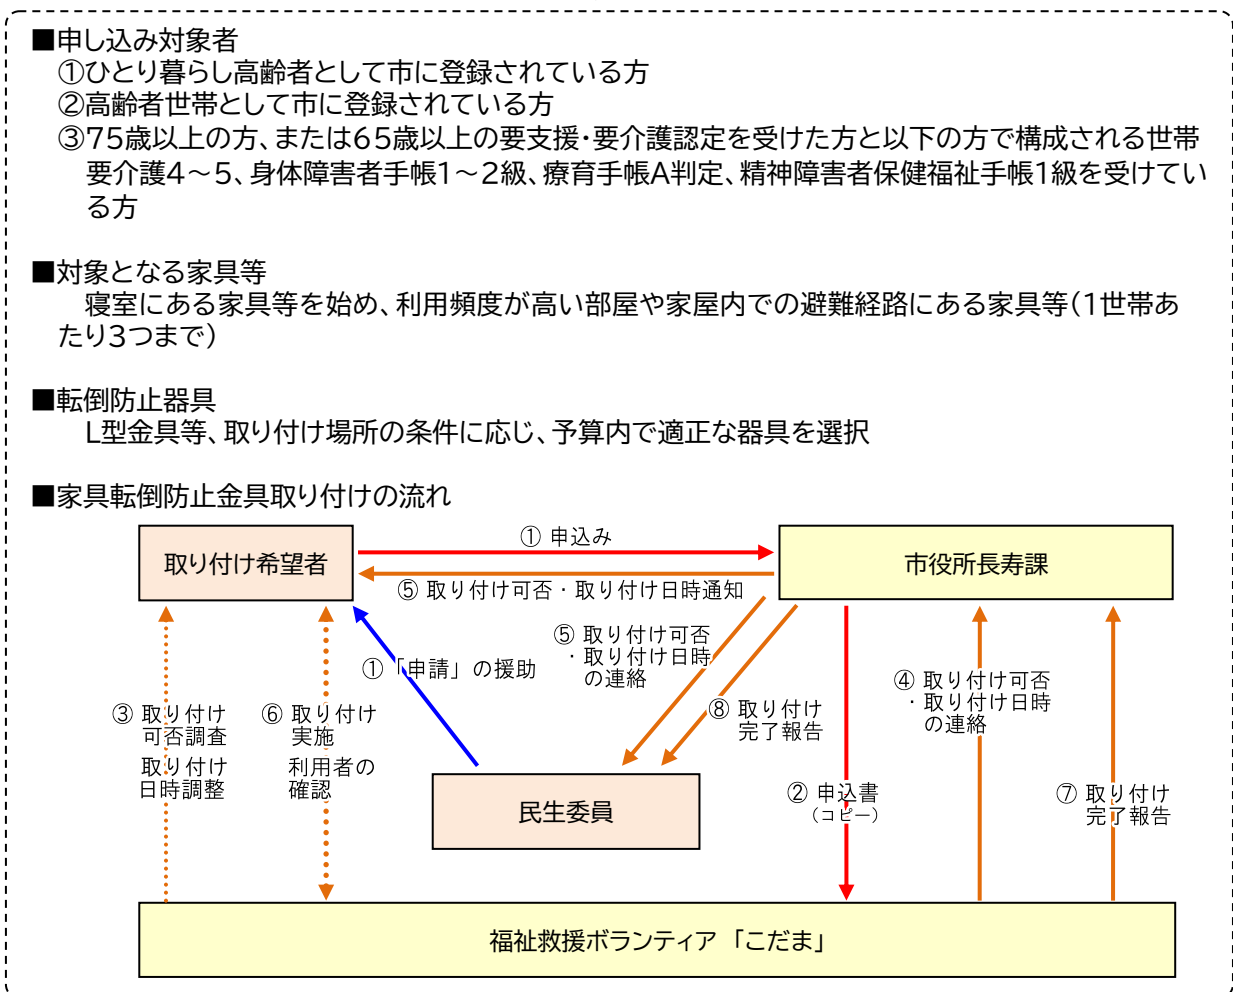 ■申し込み対象者
①ひとり暮らし高齢者として市に登録されている方
②高齢者世帯として市に登録されている方
③75歳以上の方、または65歳以上の要支援・要介護認定を受けた方と以下の方で構成される世帯
要介護4～5、身体障害者手帳1～2級、療育手帳A判定、精神障害者保健福祉手帳1級を受けてい
る方
■対象となる家具等
寝室にある家具等を始め、利用頻度が高い部屋や家屋内での避難経路にある家具等(1世帯あ
たり3つまで)
■転倒防止器具
L型金具等、取り付け場所の条件に応じ、予算内で適正な器具を選択
■家具転倒防止金具取り付けの流れ
取り付け希望者
① 申込み
市役所長寿課
⑤ 取り付け可否・取り付け日時通知
⑤ 取り付け可否
・取り付け日時
の連絡
①「申請」の援助
④ 取り付け可否
・取り付け日時
の連絡
③ 取り付け
可否調査
取り付け
日時調整
⑥ 取り付け
実施
利用者の
確認
⑧ 取り付け
完了報告
民生委員
② 申込書
(コピー)
⑦ 取り付け
完了報告
福祉救援ボランティア 「こだま」